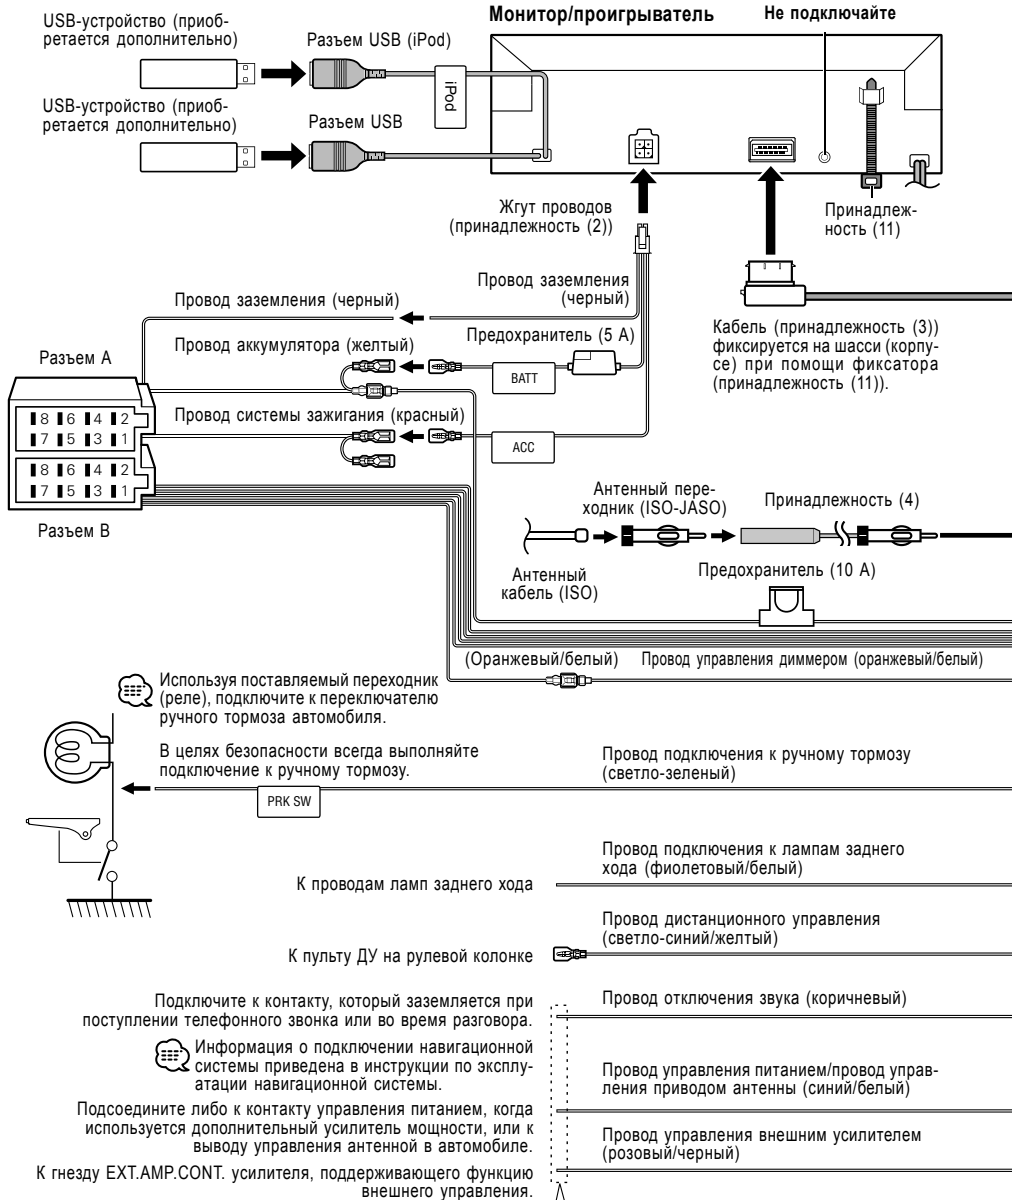 USB-устройство (приоб-
ретается дополнительно)
Разъем USB (iPod)
Монитор/проигрыватель
Не подключайте
iPod
USB-устройство (приоб-
ретается дополнительно)
Разъем USB
Жгут проводов
(принадлежность (2))
Принадлеж-
ность (11)
Провод заземления (черный)
Провод заземления
(черный)
Кабель (принадлежность (3))
фиксируется на шасси (корпу-
се) при помощи фиксатора
(принадлежность (11)).
Предохранитель (5 А)
Провод аккумулятора (желтый)
BATT
Разъем А
Провод системы зажигания (красный)
ACC
8 6 4 2
7 5 3 1
8 6 4 2
7 5 3 1
Разъем В
Антенный пере-
ходник (ISO-JASO)
Принадлежность (4)
Антенный
кабель (ISO)
Предохранитель (10 А)
(Оранжевый/белый)
Провод управления диммером (оранжевый/белый)
Используя поставляемый переходник
(реле), подключите к переключателю
ручного тормоза автомобиля.
В целях безопасности всегда выполняйте
подключение к ручному тормозу.
Провод подключения к ручному тормозу
(светло-зеленый)
PRK SW
Провод подключения к лампам заднего
хода (фиолетовый/белый)
К проводам ламп заднего хода
Провод дистанционного управления
(светло-синий/желтый)
К пульту ДУ на рулевой колонке
Подключите к контакту, который заземляется при
поступлении телефонного звонка или во время разговора.
Провод отключения звука (коричневый)
Информация о подключении навигационной
системы приведена в инструкции по эксплу-
атации навигационной системы.
Провод управления питанием/провод управ-
ления приводом антенны (синий/белый)
Подсоедините либо к контакту управления питанием, когда
используется дополнительный усилитель мощности, или к
выводу управления антенной в автомобиле.
Провод управления внешним усилителем
(розовый/черный)
К гнезду EXT.AMP.CONT. усилителя, поддерживающего функцию
внешнего управления.